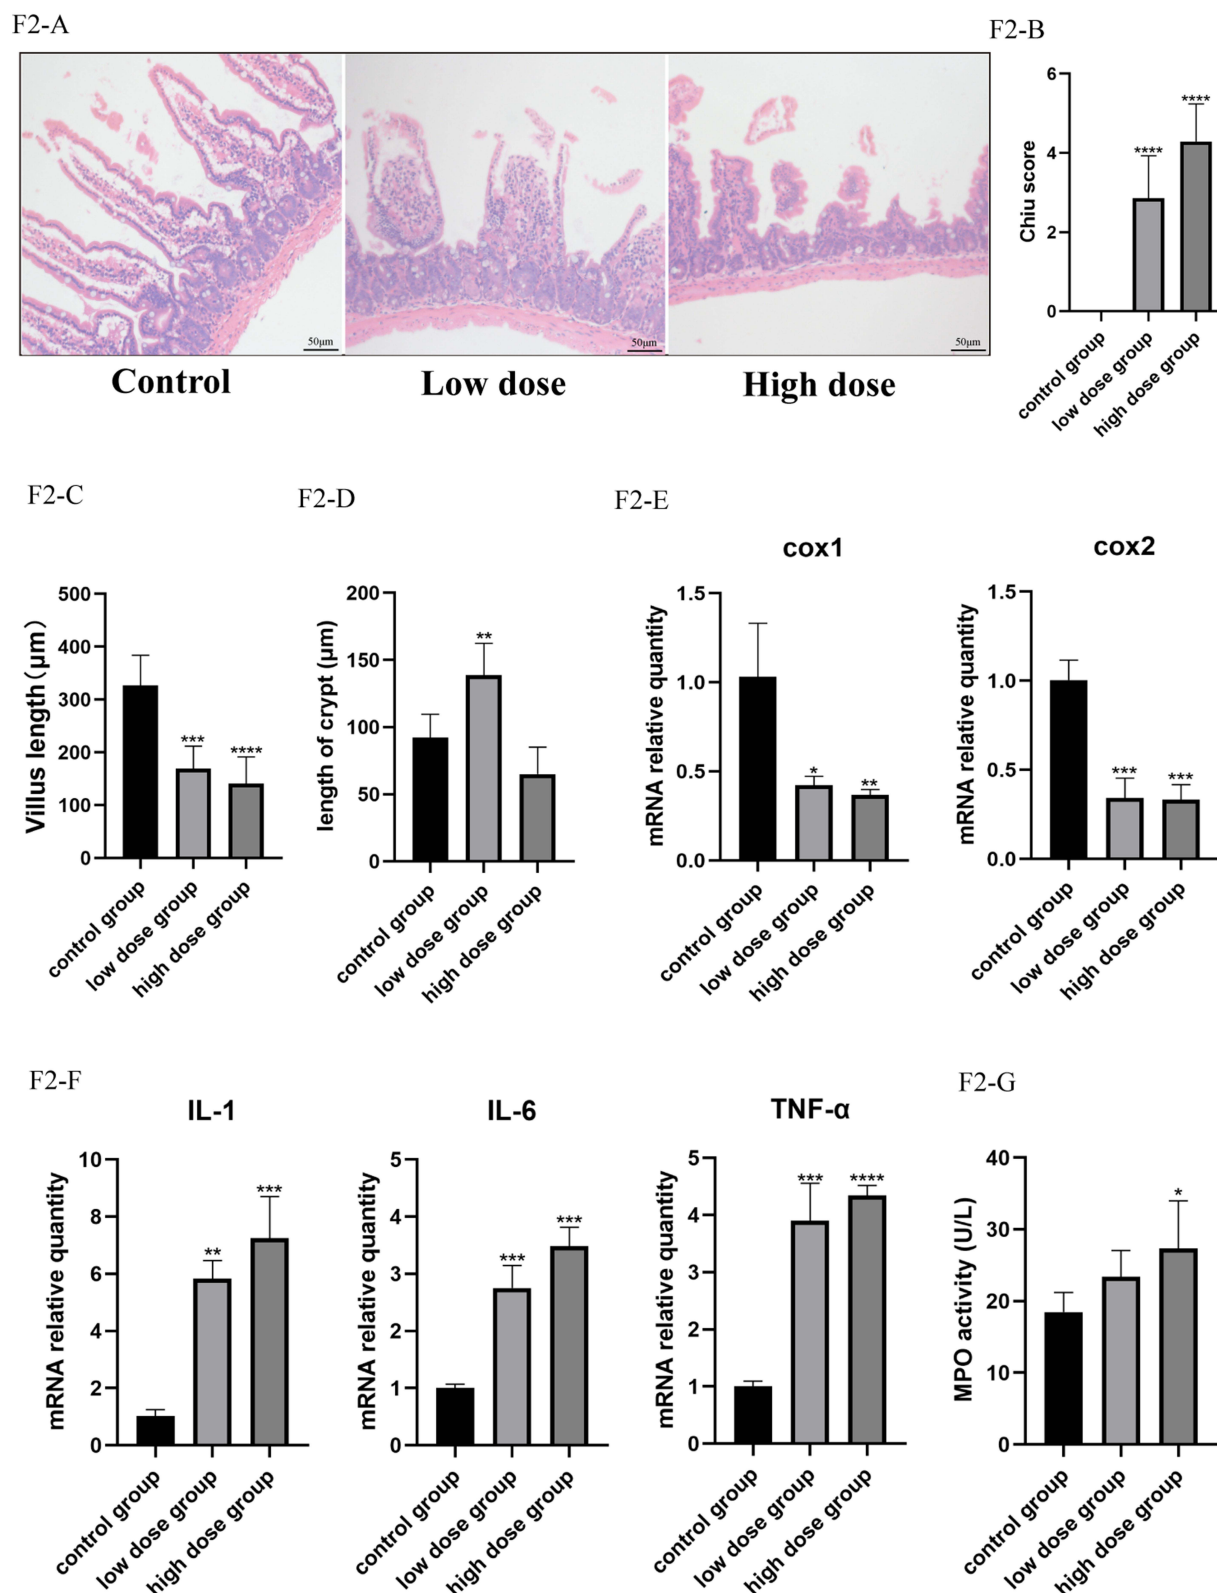 F2-A
50μm
50μm
50μm
Control
Low dose
High dose
F2-B
Chiu score
6
4
2
0
****
****
control group
low dose group
high dose group
F2-C
Villus length(μm)
500
400
300
200
100
0
***
****
control group
low dose group
high dose group
F2-D
length of crypt (μm)
200
150
100
50
0
**
control group
low dose group
high dose group
F2-E
cox1
mRNA relative quantity
1.5
1.0
0.5
0.0
*
**
control group
low dose group
high dose group
cox2
mRNA relative quantity
1.5
1.0
0.5
0.0
***
***
control group
low dose group
high dose group
F2-F
IL-1
mRNA relative quantity
10
8
6
4
2
0
**
***
control group
low dose group
high dose group
IL-6
mRNA relative quantity
5
4
3
2
1
0
***
***
control group
low dose group
high dose group
TNF-α
mRNA relative quantity
5
4
3
2
1
0
***
****
control group
low dose group
high dose group
F2-G
MPO activity (U/L)
40
30
20
10
0
*
control group
low dose group
high dose group